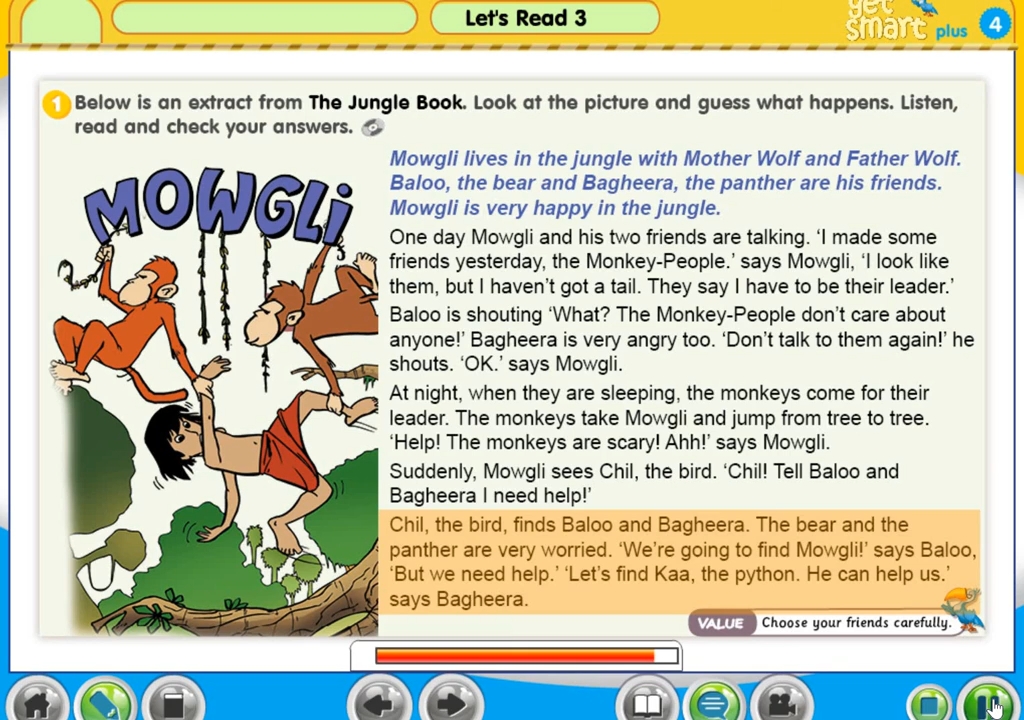 Let's Read 3
get
smart plus 4
1 Below is an extract from The Jungle Book. Look at the picture and guess what happens. Listen,
read and check your answers.
MOWGLi
Mowgli lives in the jungle with Mother Wolf and Father Wolf.
Baloo, the bear and Bagheera, the panther are his friends.
Mowgli is very happy in the jungle.
One day Mowgli and his two friends are talking. 'I made some
friends yesterday, the Monkey-People.' says Mowgli, 'I look like
them, but I haven't got a tail. They say I have to be their leader.'
Baloo is shouting 'What? The Monkey-People don't care about
anyone!' Bagheera is very angry too. 'Don't talk to them again!' he
shouts. 'OK.' says Mowgli.
At night, when they are sleeping, the monkeys come for their
leader. The monkeys take Mowgli and jump from tree to tree.
'Help! The monkeys are scary! Ahh!' says Mowgli.
Suddenly, Mowgli sees Chil, the bird. 'Chil! Tell Baloo and
Bagheera I need help!'
Chil, the bird, finds Baloo and Bagheera. The bear and the
panther are very worried. 'We're going to find Mowgli!' says Baloo,
'But we need help.' 'Let's find Kaa, the python. He can help us.'
says Bagheera.
VALUE Choose your friends carefully.